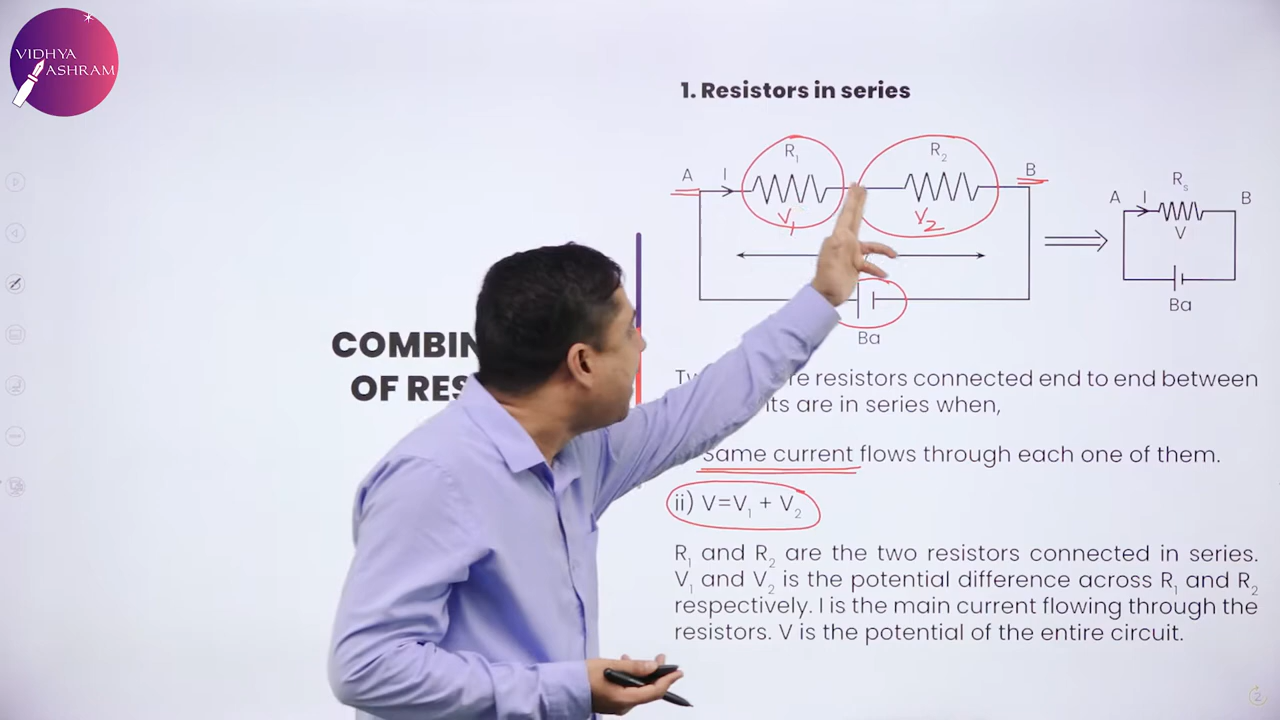 VIDHYA
ASHRAM
1. Resistors in series
R1
R2
A
I
B
V1
V2
Ba
Rs
A
I
B
V
Ba
COMBIN
OF RES
re resistors connected end to end between
ts are in series when,
Same current flows through each one of them.
ii) V=V1 + V2
R1 and R2 are the two resistors connected in series.
V1 and V2 is the potential difference across R1 and R2
respectively. I is the main current flowing through the
resistors. V is the potential of the entire circuit.
2